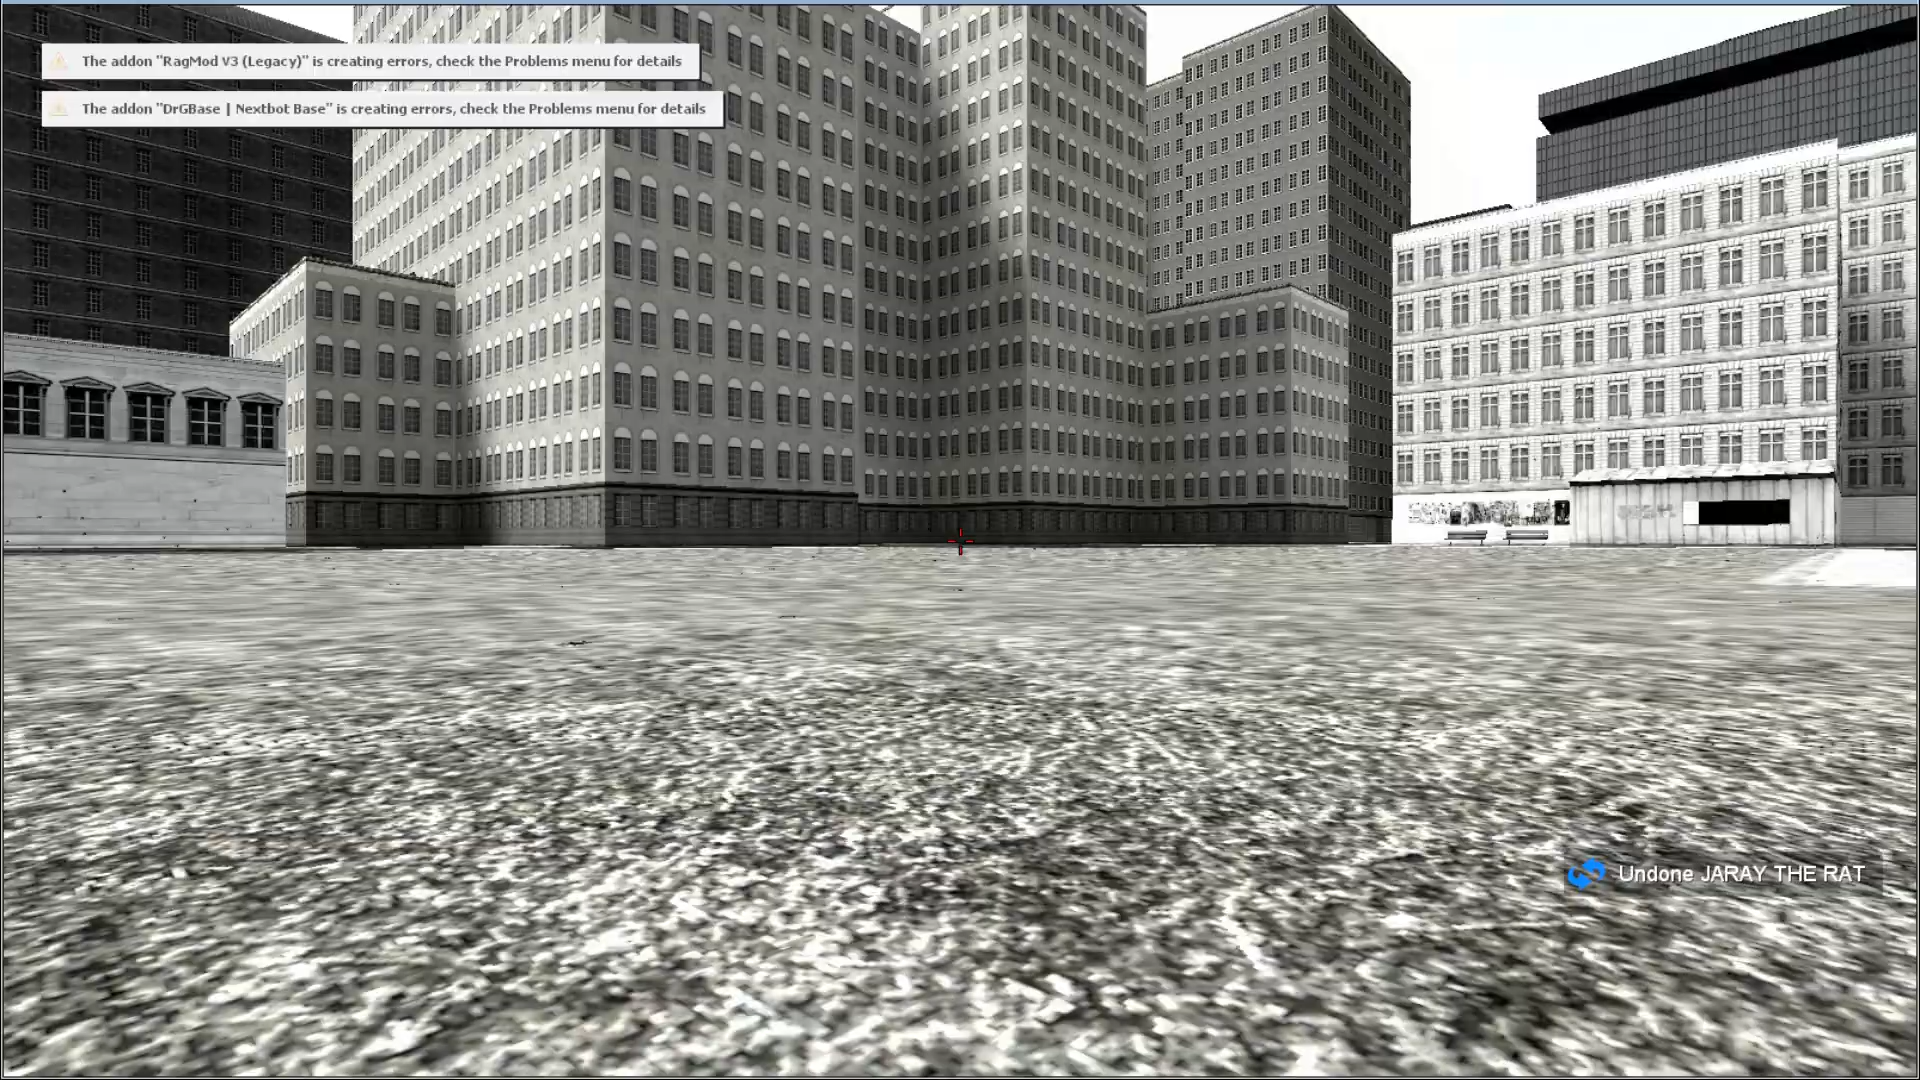 The addon "RagMod V3 (Legacy)" is creating errors, check the Problems menu for details
The addon "DrGBase | Nextbot Base" is creating errors, check the Problems menu for details
Undone JARAY THE RAT